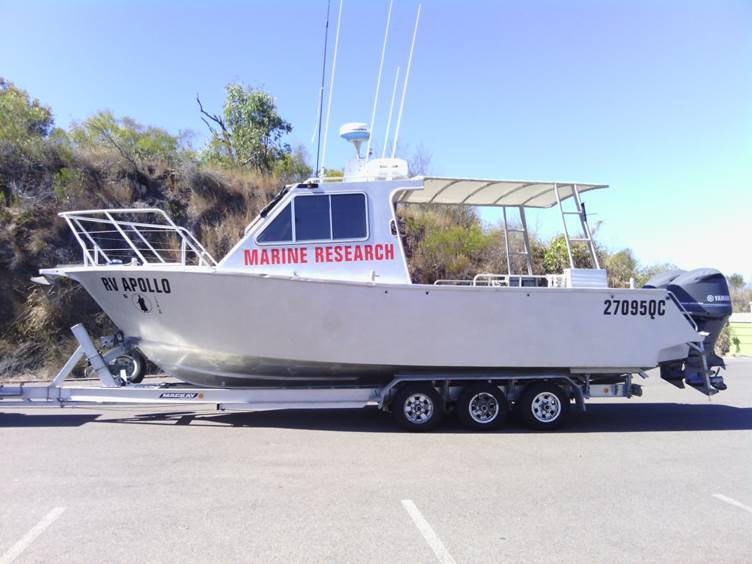 MARINE RESEARCH
RV APOLLO
27095QC
YAMAHA
MACKAY